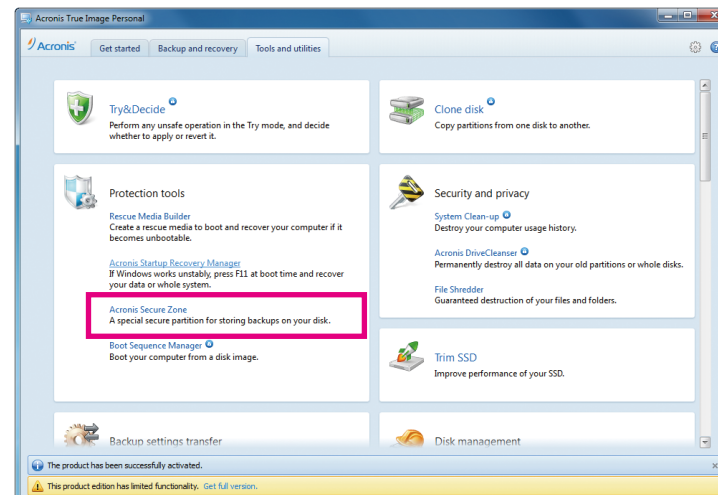 Acronis True Image Personal
Acronis
Get started
Backup and recovery
Tools and utilities
Try&Decide
Perform any unsafe operation in the Try mode, and decide
whether to apply or revert it.
Clone disk
Copy partitions from one disk to another.
Protection tools
Rescue Media Builder
Create a rescue media to boot and recover your computer if it
becomes unbootable.
Acronis Startup Recovery Manager
If Windows works unstably, press F11 at boot time and recover
your data or whole system.
Acronis Secure Zone
A special secure partition for storing backups on your disk.
Boot Sequence Manager
Boot your computer from a disk image.
Security and privacy
System Clean-up
Destroy your computer usage history.
Acronis DriveCleanser
Permanently destroy all data on your old partitions or whole disks.
File Shredder
Guaranteed destruction of your files and folders.
Trim SSD
Improve performance of your SSD.
Backup settings transfer
Disk management
The product has been successfully activated.
This product edition has limited functionality. Get full version.